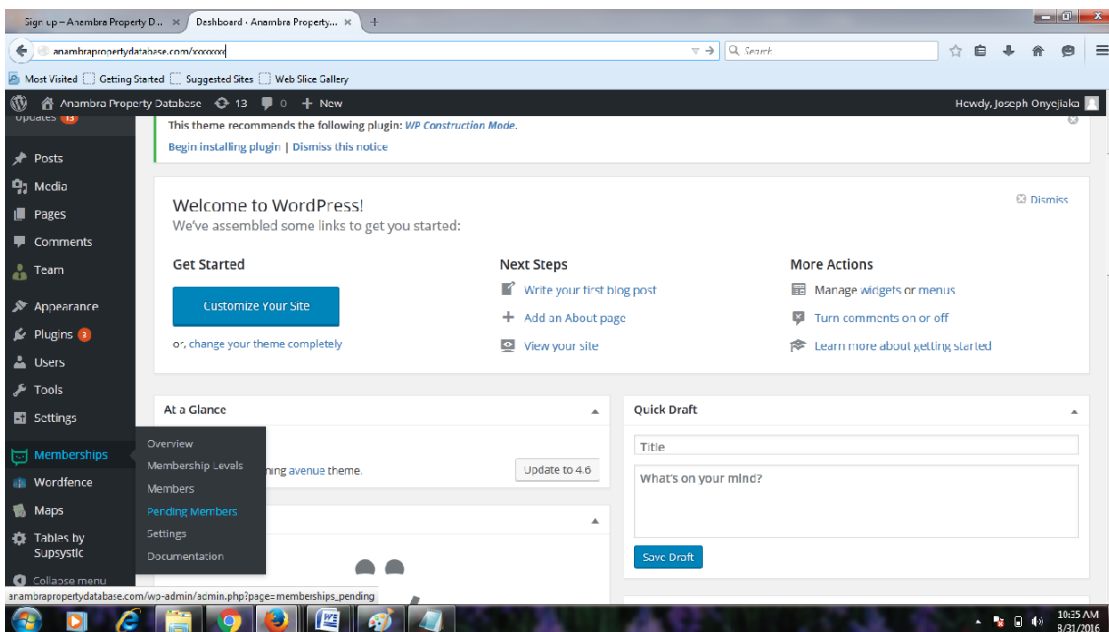 Sign up – Anambra Property D...
Dashboard ‹ Anambra Property...
anambrapropertydatabase.com/xxxxxxx
Search
Most Visited Getting Started Suggested Sites Web Slice Gallery
Anambra Property Database 13 0 New
Howdy, Joseph Onyejiaka
Updates 13
Posts
Media
Pages
Comments
Team
Appearance
Plugins 3
Users
Tools
Settings
Memberships
Wordfence
Maps
Tables by
Supsystic
Collapse menu
Overview
Membership Levels
Members
Pending Members
Settings
Documentation
This theme recommends the following plugin: WP Construction Mode.
Begin installing plugin | Dismiss this notice
Welcome to WordPress!
Dismiss
We've assembled some links to get you started:
Get Started
Customize Your Site
or, change your theme completely
Next Steps
Write your first blog post
Add an About page
View your site
More Actions
Manage widgets or menus
Turn comments on or off
Learn more about getting started
At a Glance
ning avenue theme.
Update to 4.6
Quick Draft
Title
What's on your mind?
Save Draft
anambrapropertydatabase.com/wp-admin/admin.php?page=memberships_pending
10:35 AM
8/31/2016